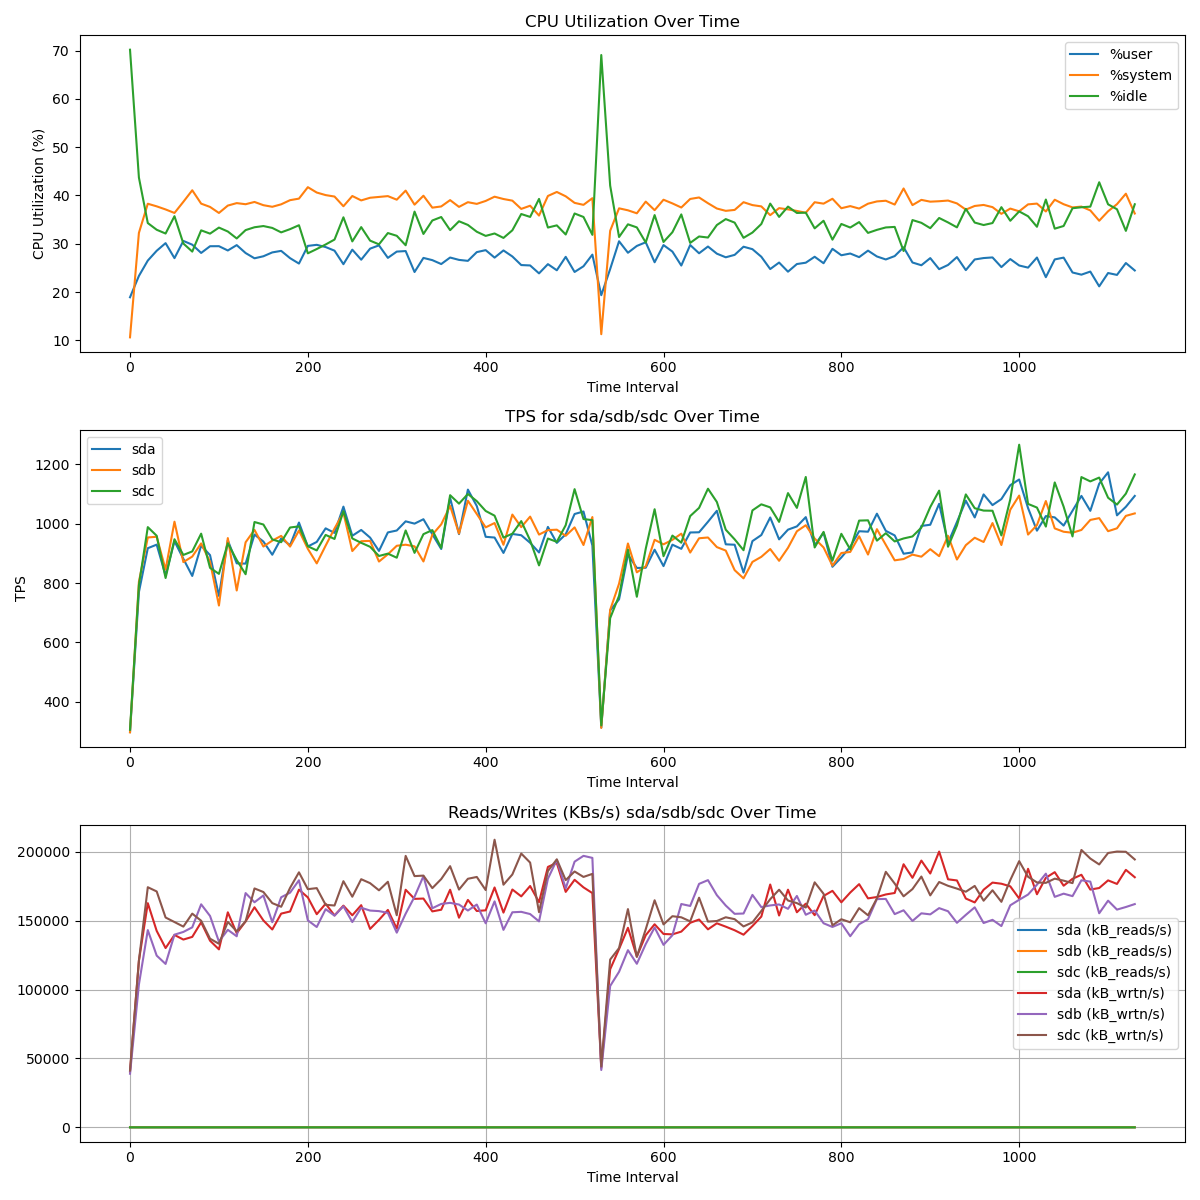 CPU Utilization Over Time
CPU Utilization (%)
70
60
50
40
30
20
10
%user
%system
%idle
0 200 400 600 800 1000
Time Interval
TPS for sda/sdb/sdc Over Time
TPS
1200
1000
800
600
400
sda
sdb
sdc
0 200 400 600 800 1000
Time Interval
Reads/Writes (KBs/s) sda/sdb/sdc Over Time
200000
150000
100000
50000
0
sda (kB_reads/s)
sdb (kB_reads/s)
sdc (kB_reads/s)
sda (kB_wrtn/s)
sdb (kB_wrtn/s)
sdc (kB_wrtn/s)
0 200 400 600 800 1000
Time Interval